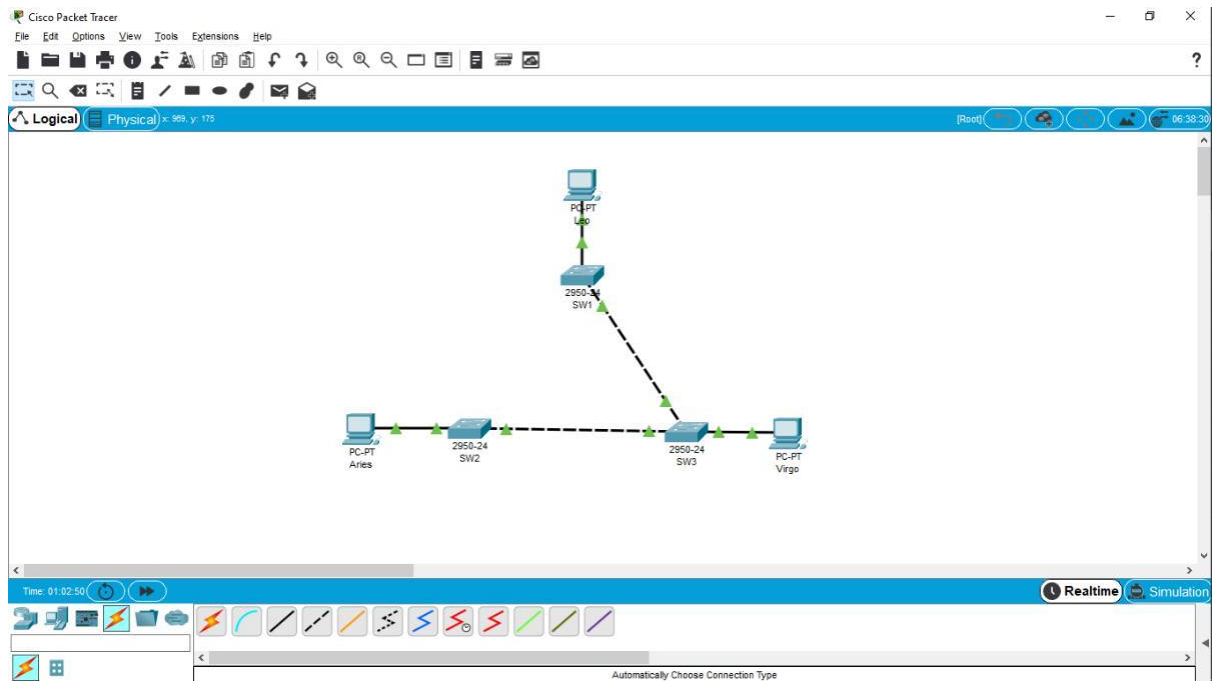 Cisco Packet Tracer
File Edit Options View Tools Extensions Help
?
Logical Physical x: 969, y: 175 [Root] 06:38:30
PC-PT
Leo
2950-24
SW1
PC-PT
Aries
2950-24
SW2
2950-24
SW3
PC-PT
Virgo
Time: 01:02:50 Realtime Simulation
Automatically Choose Connection Type